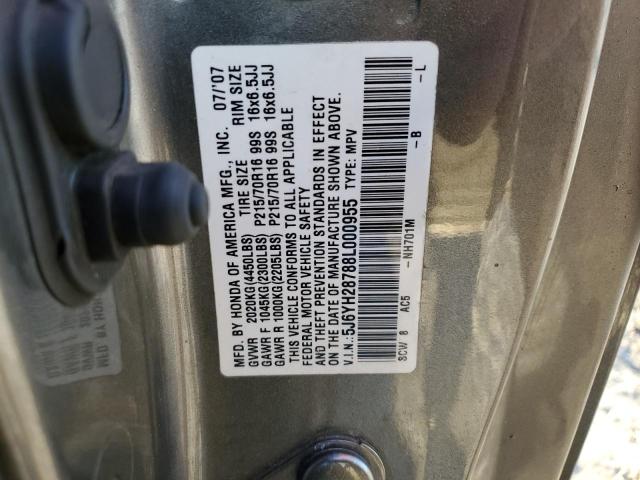 MFD. BY HONDA OF AMERICA MFG., INC. 07/'07
TIRE SIZE RIM SIZE
GVWR 2020KG(4450LBS)
GAWR F 1045KG(2300LBS) P215/70R16 99S 16x6.5JJ
GAWR R 1000KG(2205LBS) P215/70R16 99S 16x6.5JJ
THIS VEHICLE CONFORMS TO ALL APPLICABLE
FEDERAL MOTOR VEHICLE SAFETY
AND THEFT PREVENTION STANDARDS IN EFFECT
ON THE DATE OF MANUFACTURE SHOWN ABOVE.
V.I.N.: 5J6YH28788L000955 TYPE: MPV
SCW 8 AC5 -NH701M -B -L